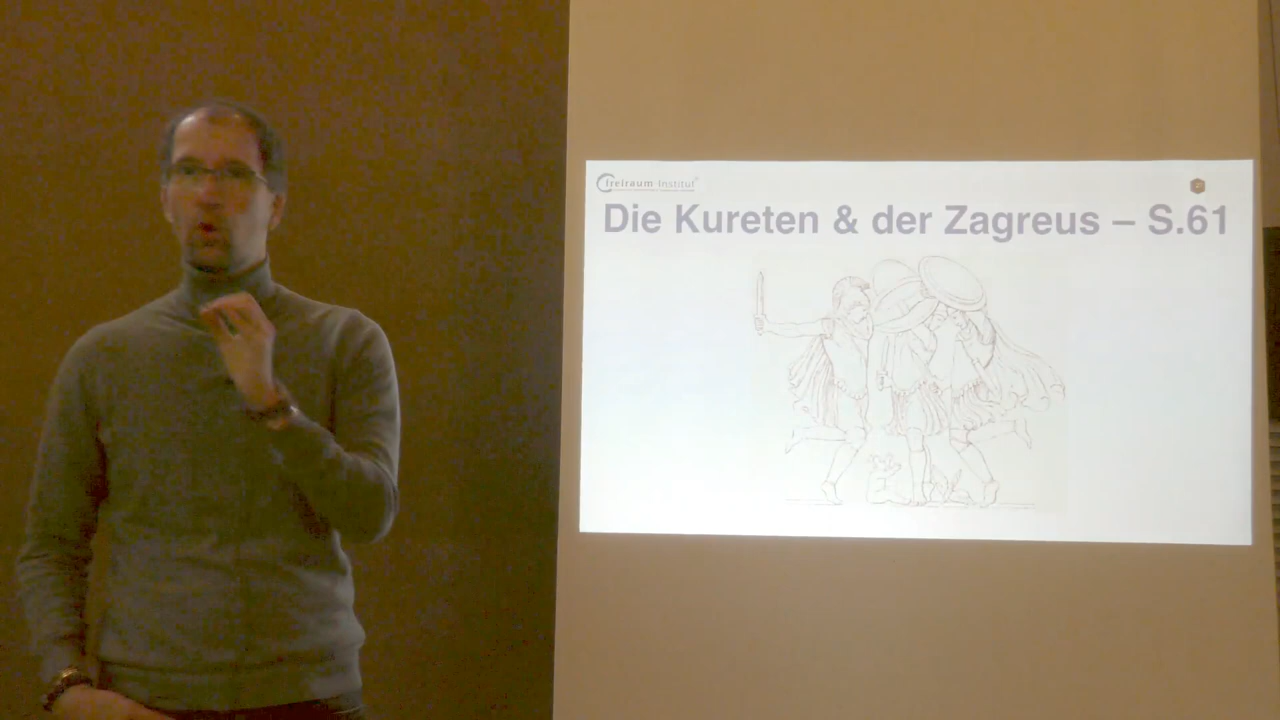 freiraum-Institut
Die Kureten & der Zagreus – S.61